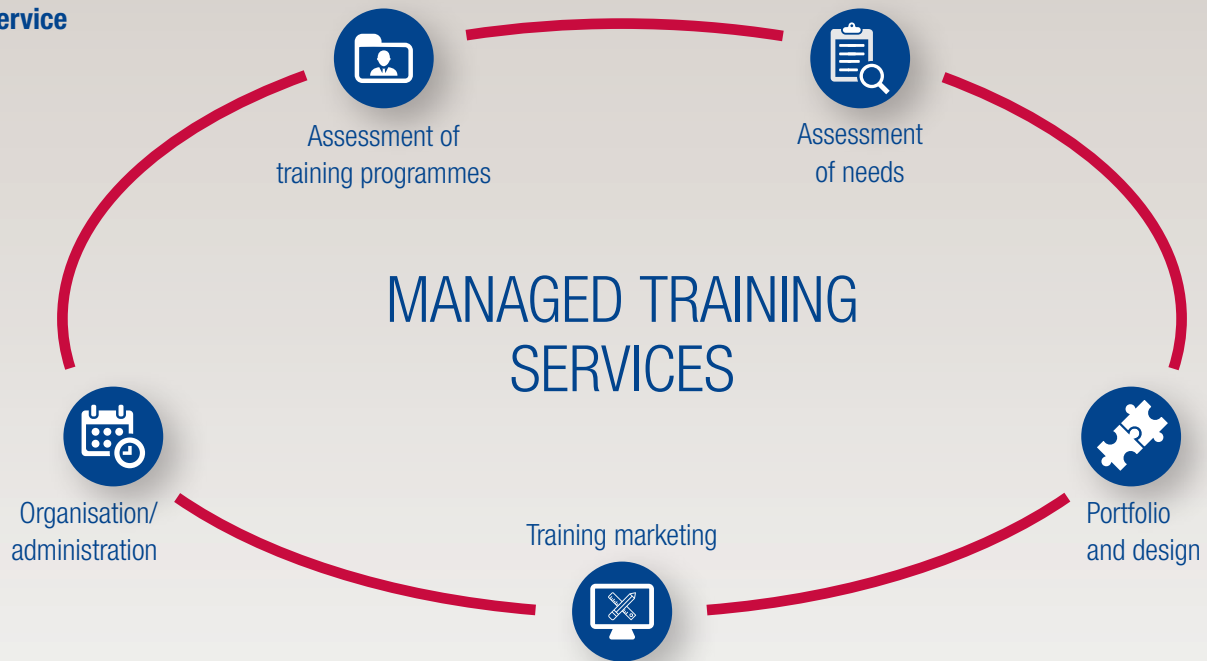 ervice
Assessment of
training programmes
Assessment
of needs
MANAGED TRAINING
SERVICES
Organisation/
administration
Training marketing
Portfolio
and design